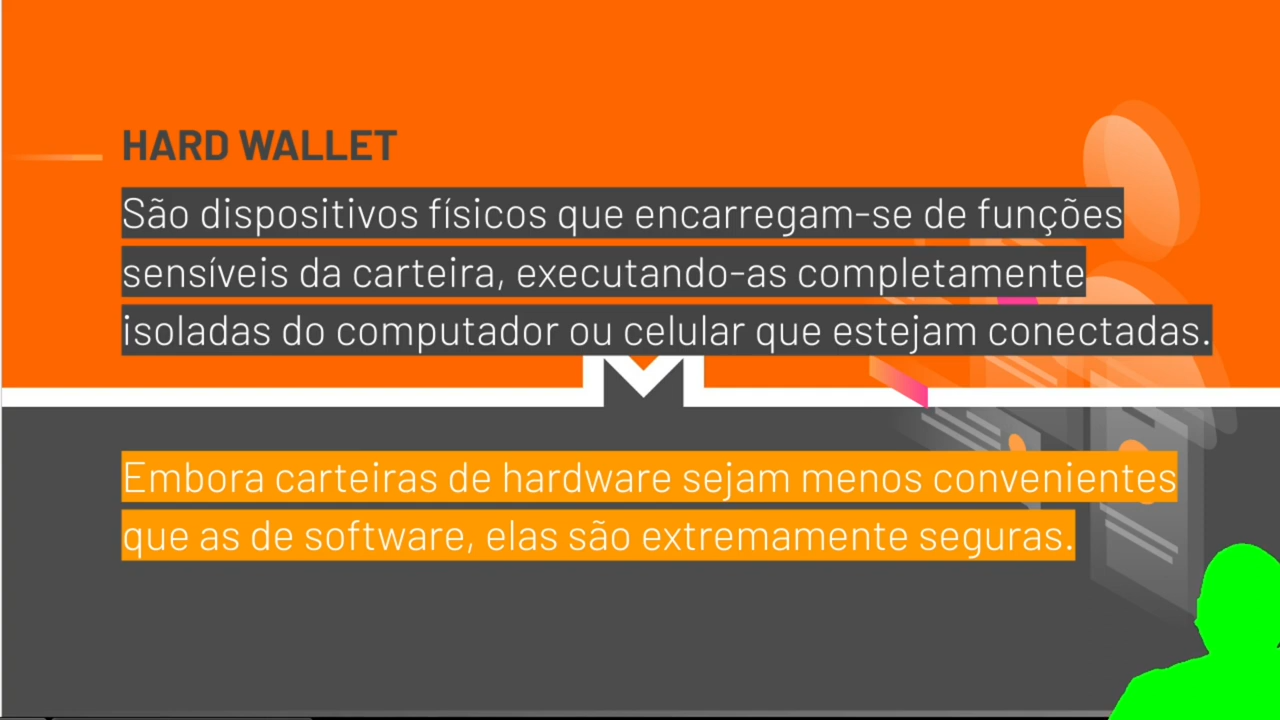 HARD WALLET
São dispositivos físicos que encarregam-se de funções
sensíveis da carteira, executando-as completamente
isoladas do computador ou celular que estejam conectadas.
Embora carteiras de hardware sejam menos convenientes
que as de software, elas são extremamente seguras.